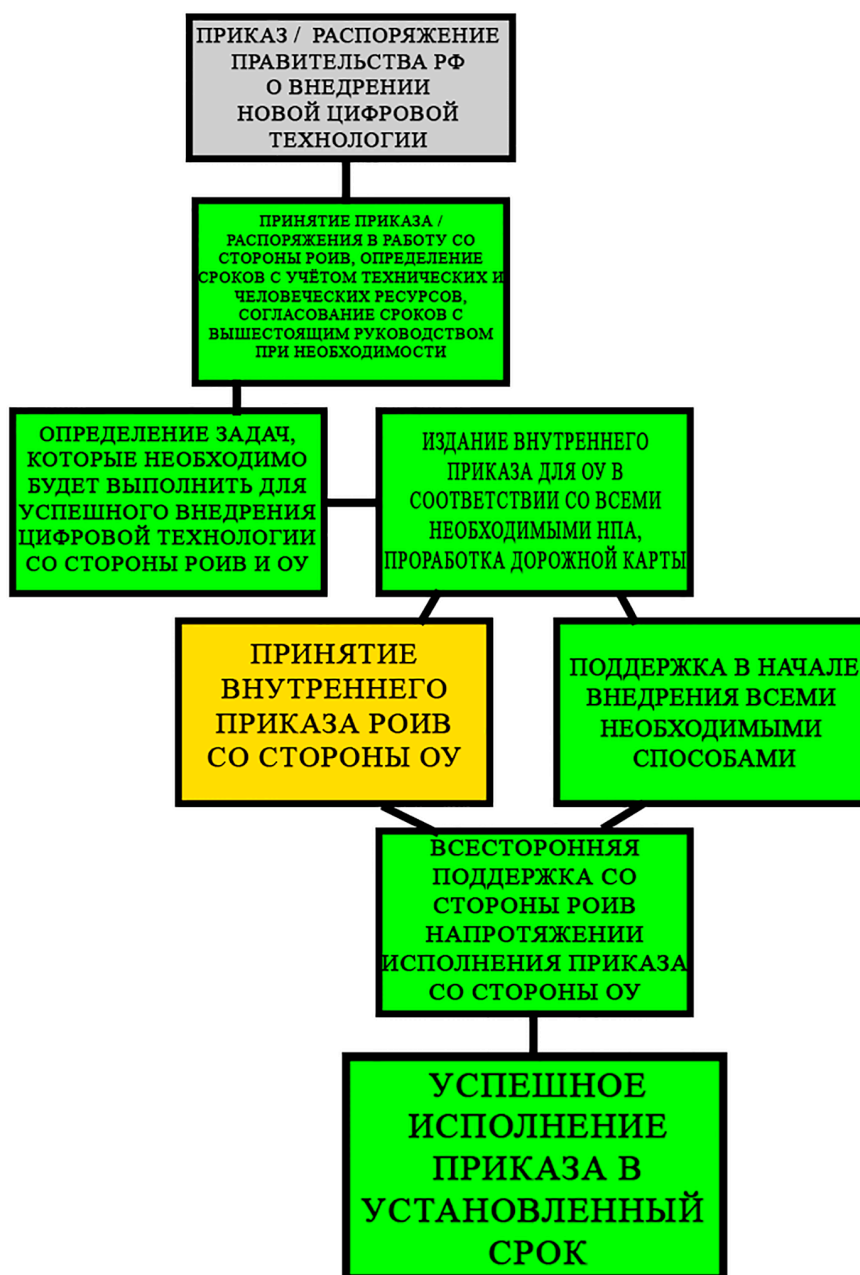 ПРИКАЗ / РАСПОРЯЖЕНИЕ
ПРАВИТЕЛЬСТВА РФ
О ВНЕДРЕНИИ
НОВОЙ ЦИФРОВОЙ
ТЕХНОЛОГИИ
ПРИНЯТИЕ ПРИКАЗА /
РАСПОРЯЖЕНИЯ В РАБОТУ СО
СТОРОНЫ РОИВ, ОПРЕДЕЛЕНИЕ
СРОКОВ С УЧЁТОМ ТЕХНИЧЕСКИХ И
ЧЕЛОВЕЧЕСКИХ РЕСУРСОВ,
СОГЛАСОВАНИЕ СРОКОВ С
ВЫШЕСТОЯЩИМ РУКОВОДСТВОМ
ПРИ НЕОБХОДИМОСТИ
ОПРЕДЕЛЕНИЕ ЗАДАЧ,
КОТОРЫЕ НЕОБХОДИМО
БУДЕТ ВЫПОЛНИТЬ ДЛЯ
УСПЕШНОГО ВНЕДРЕНИЯ
ЦИФРОВОЙ ТЕХНОЛОГИИ
СО СТОРОНЫ РОИВ И ОУ
ИЗДАНИЕ ВНУТРЕННЕГО
ПРИКАЗА ДЛЯ ОУ В
СООТВЕТСТВИИ СО ВСЕМИ
НЕОБХОДИМЫМИ НПА,
ПРОРАБОТКА ДОРОЖНОЙ КАРТЫ
ПРИНЯТИЕ
ВНУТРЕННЕГО
ПРИКАЗА РОИВ
СО СТОРОНЫ ОУ
ПОДДЕРЖКА В НАЧАЛЕ
ВНЕДРЕНИЯ ВСЕМИ
НЕОБХОДИМЫМИ
СПОСОБАМИ
ВСЕСТОРОННЯЯ
ПОДДЕРЖКА СО
СТОРОНЫ РОИВ
НАПРОТЯЖЕНИИ
ИСПОЛНЕНИЯ ПРИКАЗА
СО СТОРОНЫ ОУ
УСПЕШНОЕ
ИСПОЛНЕНИЕ
ПРИКАЗА В
УСТАНОВЛЕННЫЙ
СРОК